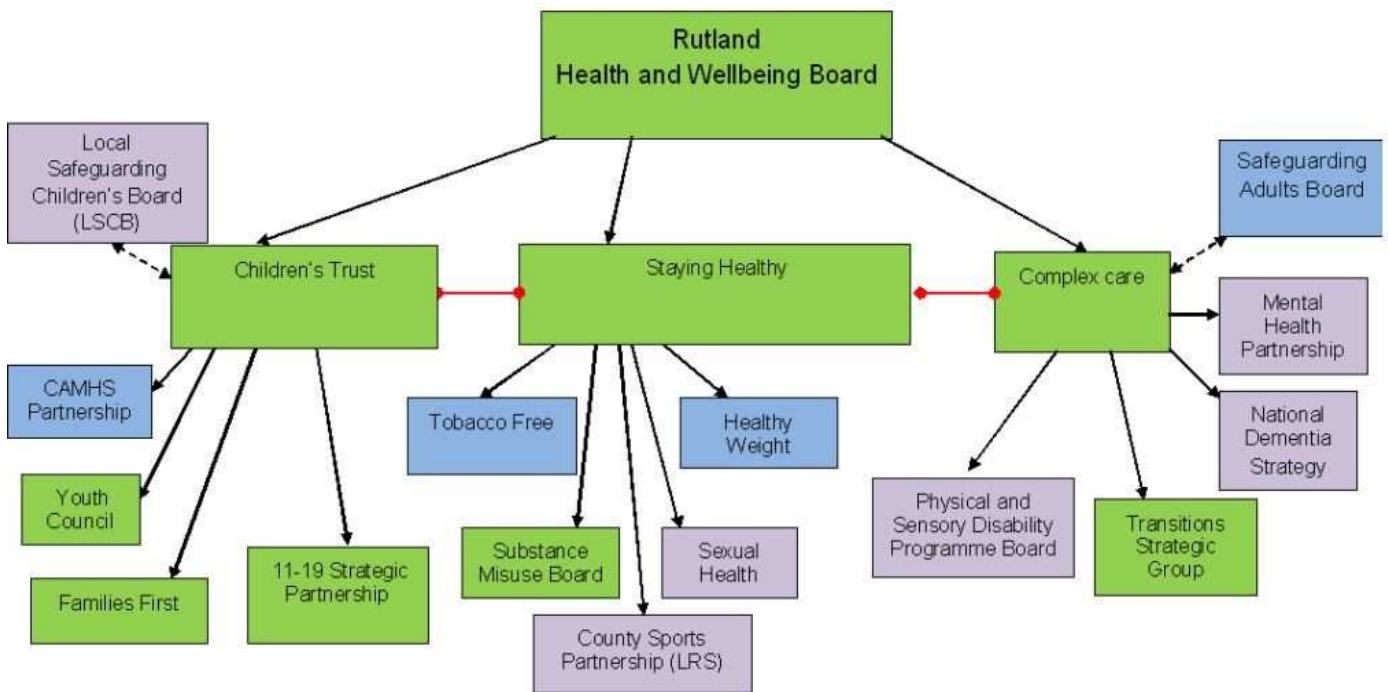 Rutland
Health and Wellbeing Board
Local
Safeguarding
Children's Board
(LSCB)
Safeguarding
Adults Board
Children's Trust
Staying Healthy
Complex care
Mental
Health
Partnership
CAMHS
Partnership
Tobacco Free
Healthy
Weight
National
Dementia
Strategy
Youth
Council
Physical and
Sensory Disability
Programme Board
Transitions
Strategic
Group
Substance
Misuse Board
Sexual
Health
11-19 Strategic
Partnership
Families First
County Sports
Partnership (LRS)